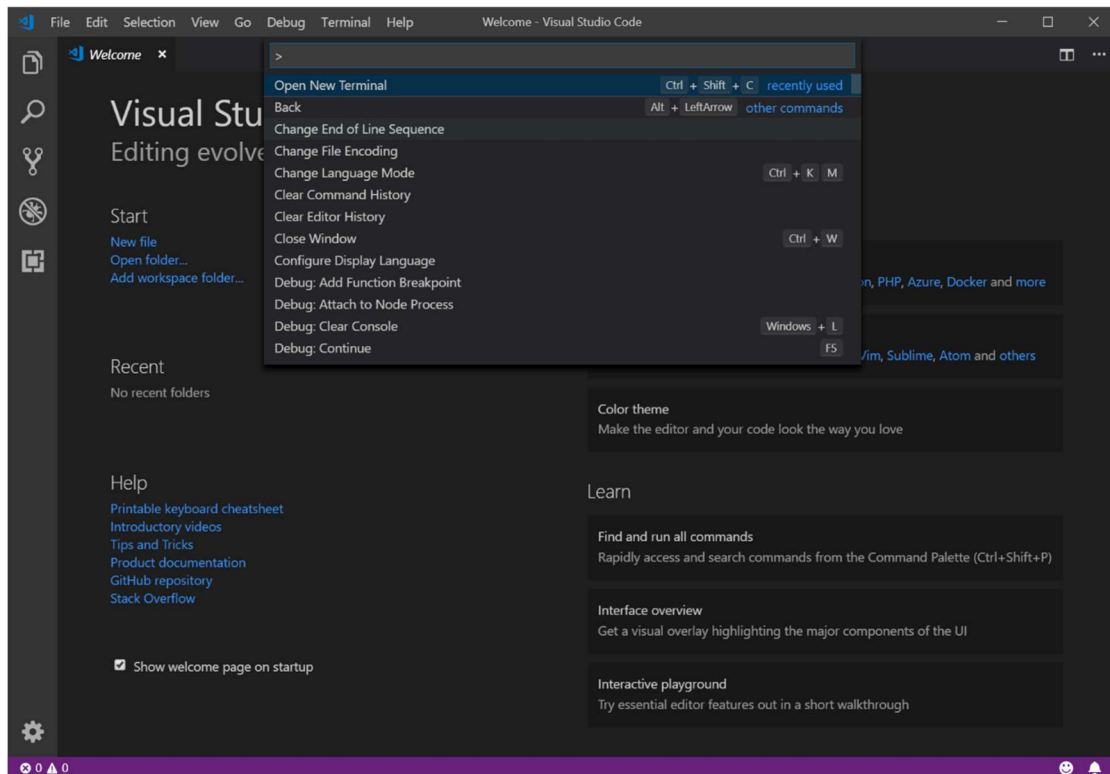 File Edit Selection View Go Debug Terminal Help Welcome - Visual Studio Code
Welcome
>
Open New Terminal Ctrl + Shift + C recently used
Back Alt + LeftArrow other commands
Change End of Line Sequence
Change File Encoding
Change Language Mode Ctrl + K M
Clear Command History
Clear Editor History
Close Window Ctrl + W
Configure Display Language
Debug: Add Function Breakpoint
Debug: Attach to Node Process
Debug: Clear Console Windows + L
Debug: Continue F5
Visual Stu
Editing evolve
Start
New file
Open folder...
Add workspace folder...
Recent
No recent folders
Help
Printable keyboard cheatsheet
Introductory videos
Tips and Tricks
Product documentation
GitHub repository
Stack Overflow
Show welcome page on startup
on, PHP, Azure, Docker and more
Vim, Sublime, Atom and others
Color theme
Make the editor and your code look the way you love
Learn
Find and run all commands
Rapidly access and search commands from the Command Palette (Ctrl+Shift+P)
Interface overview
Get a visual overlay highlighting the major components of the UI
Interactive playground
Try essential editor features out in a short walkthrough
0 0